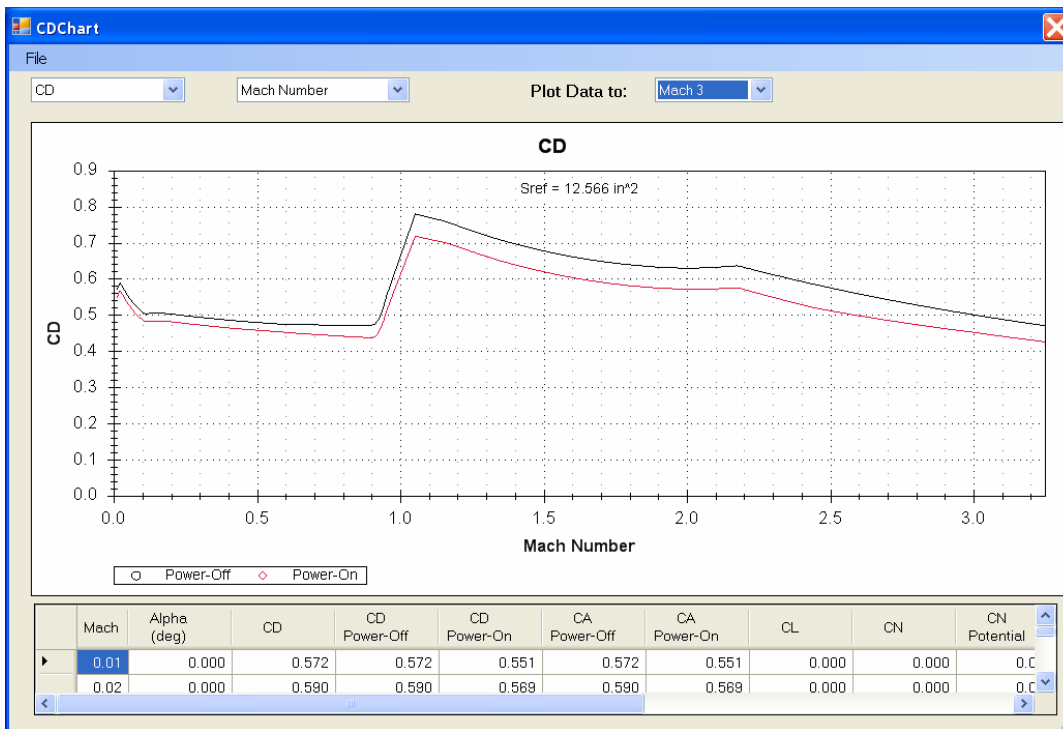 CDChart
File
CD Mach Number Plot Data to: Mach 3
CD
Sref = 12.566 in^2
0.9
0.8
0.7
0.6
0.5
0.4
0.3
0.2
0.1
0.0
CD
0.0 0.5 1.0 1.5 2.0 2.5 3.0
Mach Number
Power-Off Power-On
Mach Alpha (deg) CD CD Power-Off CD Power-On CA Power-Off CA Power-On CL CN CN Potential
0.01 0.000 0.572 0.572 0.551 0.572 0.551 0.000 0.000
0.02 0.000 0.590 0.590 0.569 0.590 0.569 0.000 0.000